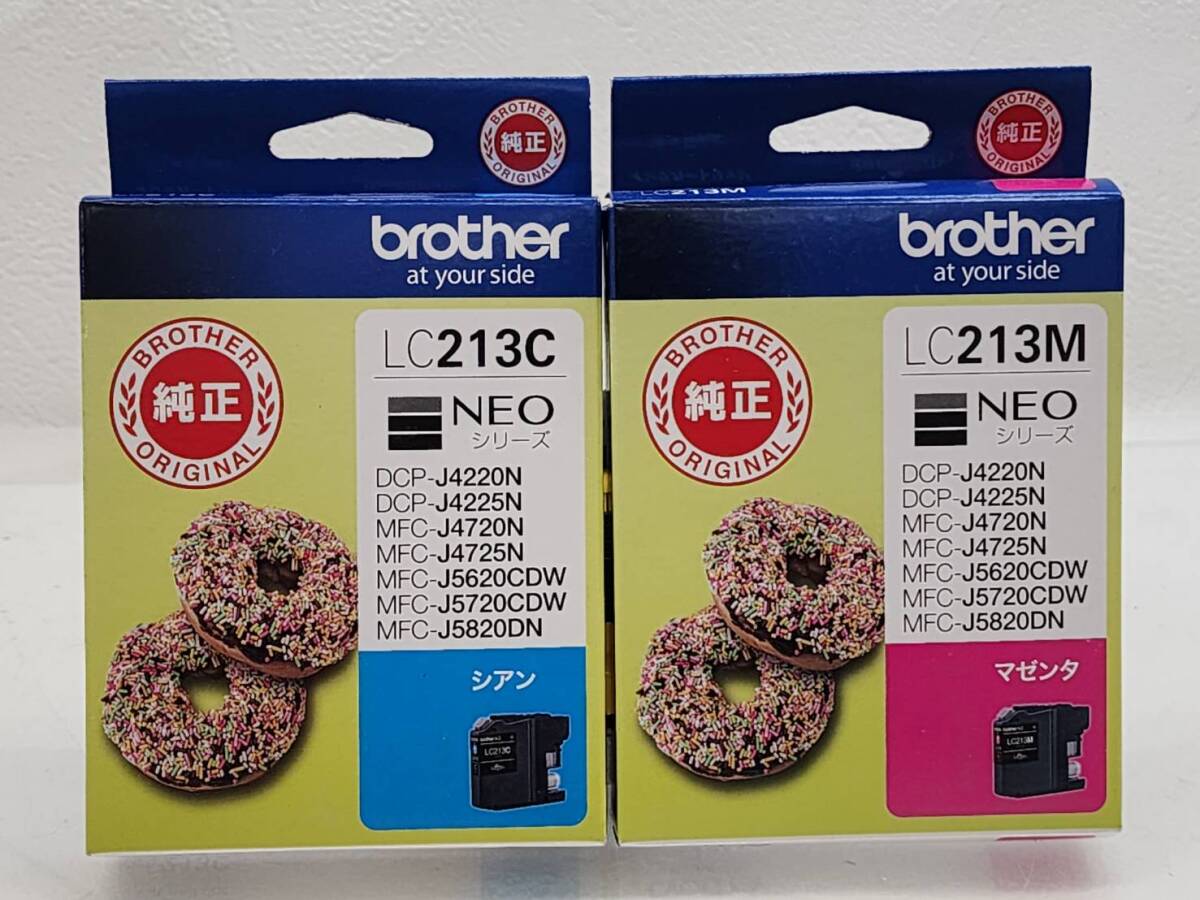 BROTHER
純正
ORIGINAL
brother
at your side
BROTHER
純正
ORIGINAL
LC213C
NEO
シリーズ
DCP-J4220N
DCP-J4225N
MFC-J4720N
MFC-J4725N
MFC-J5620CDW
MFC-J5720CDW
MFC-J5820DN
シアン
brother
LC213C
BROTHER
純正
ORIGINAL
LC213M
brother
at your side
BROTHER
純正
ORIGINAL
LC213M
NEO
シリーズ
DCP-J4220N
DCP-J4225N
MFC-J4720N
MFC-J4725N
MFC-J5620CDW
MFC-J5720CDW
MFC-J5820DN
マゼンタ
brother
LC213M